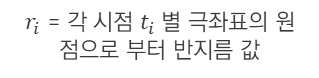 rᵢ = 각 시점 tᵢ 별 극좌표의 원
점으로 부터 반지름 값